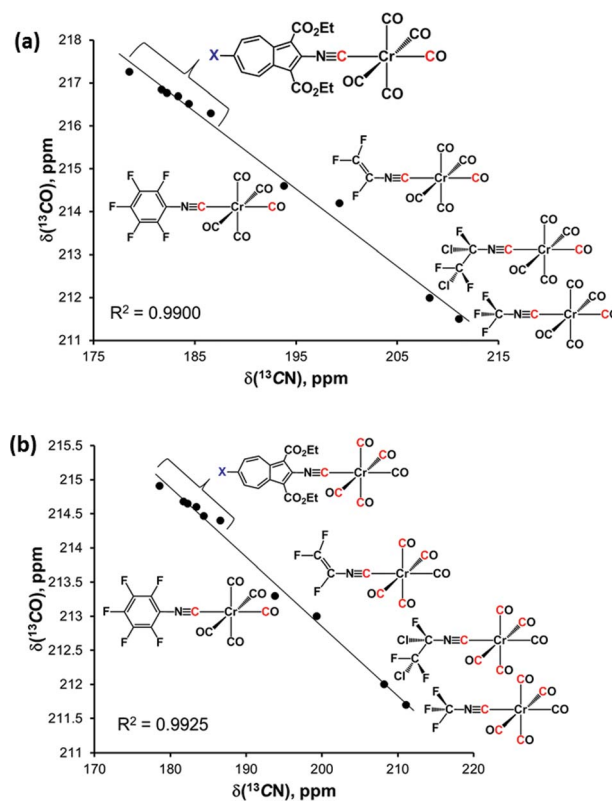 (a)
218
217
216
215
214
213
212
211
δ(¹³CO), ppm
X
CO₂Et
CO₂Et
N≡C
Cr
CO
OC
CO
CO
CO
F
F
F
F
F
N≡C
Cr
CO
CO
CO
OC
CO
F
F
F
N≡C
Cr
CO
CO
CO
OC
CO
F
Cl
F
Cl
F
N≡C
Cr
CO
CO
CO
OC
CO
F
F
F
N≡C
Cr
CO
CO
CO
OC
CO
R² = 0.9900
175 185 195 205 215
δ(¹³CN), ppm
(b)
215.5
215
214.5
214
213.5
213
212.5
212
211.5
211
δ(¹³CO), ppm
X
CO₂Et
CO₂Et
N≡C
Cr
CO
CO
CO
OC
CO
F
F
F
F
F
N≡C
Cr
CO
CO
CO
OC
CO
F
F
F
N≡C
Cr
CO
CO
CO
OC
CO
F
Cl
F
Cl
F
N≡C
Cr
CO
CO
CO
OC
CO
F
F
F
N≡C
Cr
CO
CO
CO
OC
CO
R² = 0.9925
170 180 190 200 210 220
δ(¹³CN), ppm